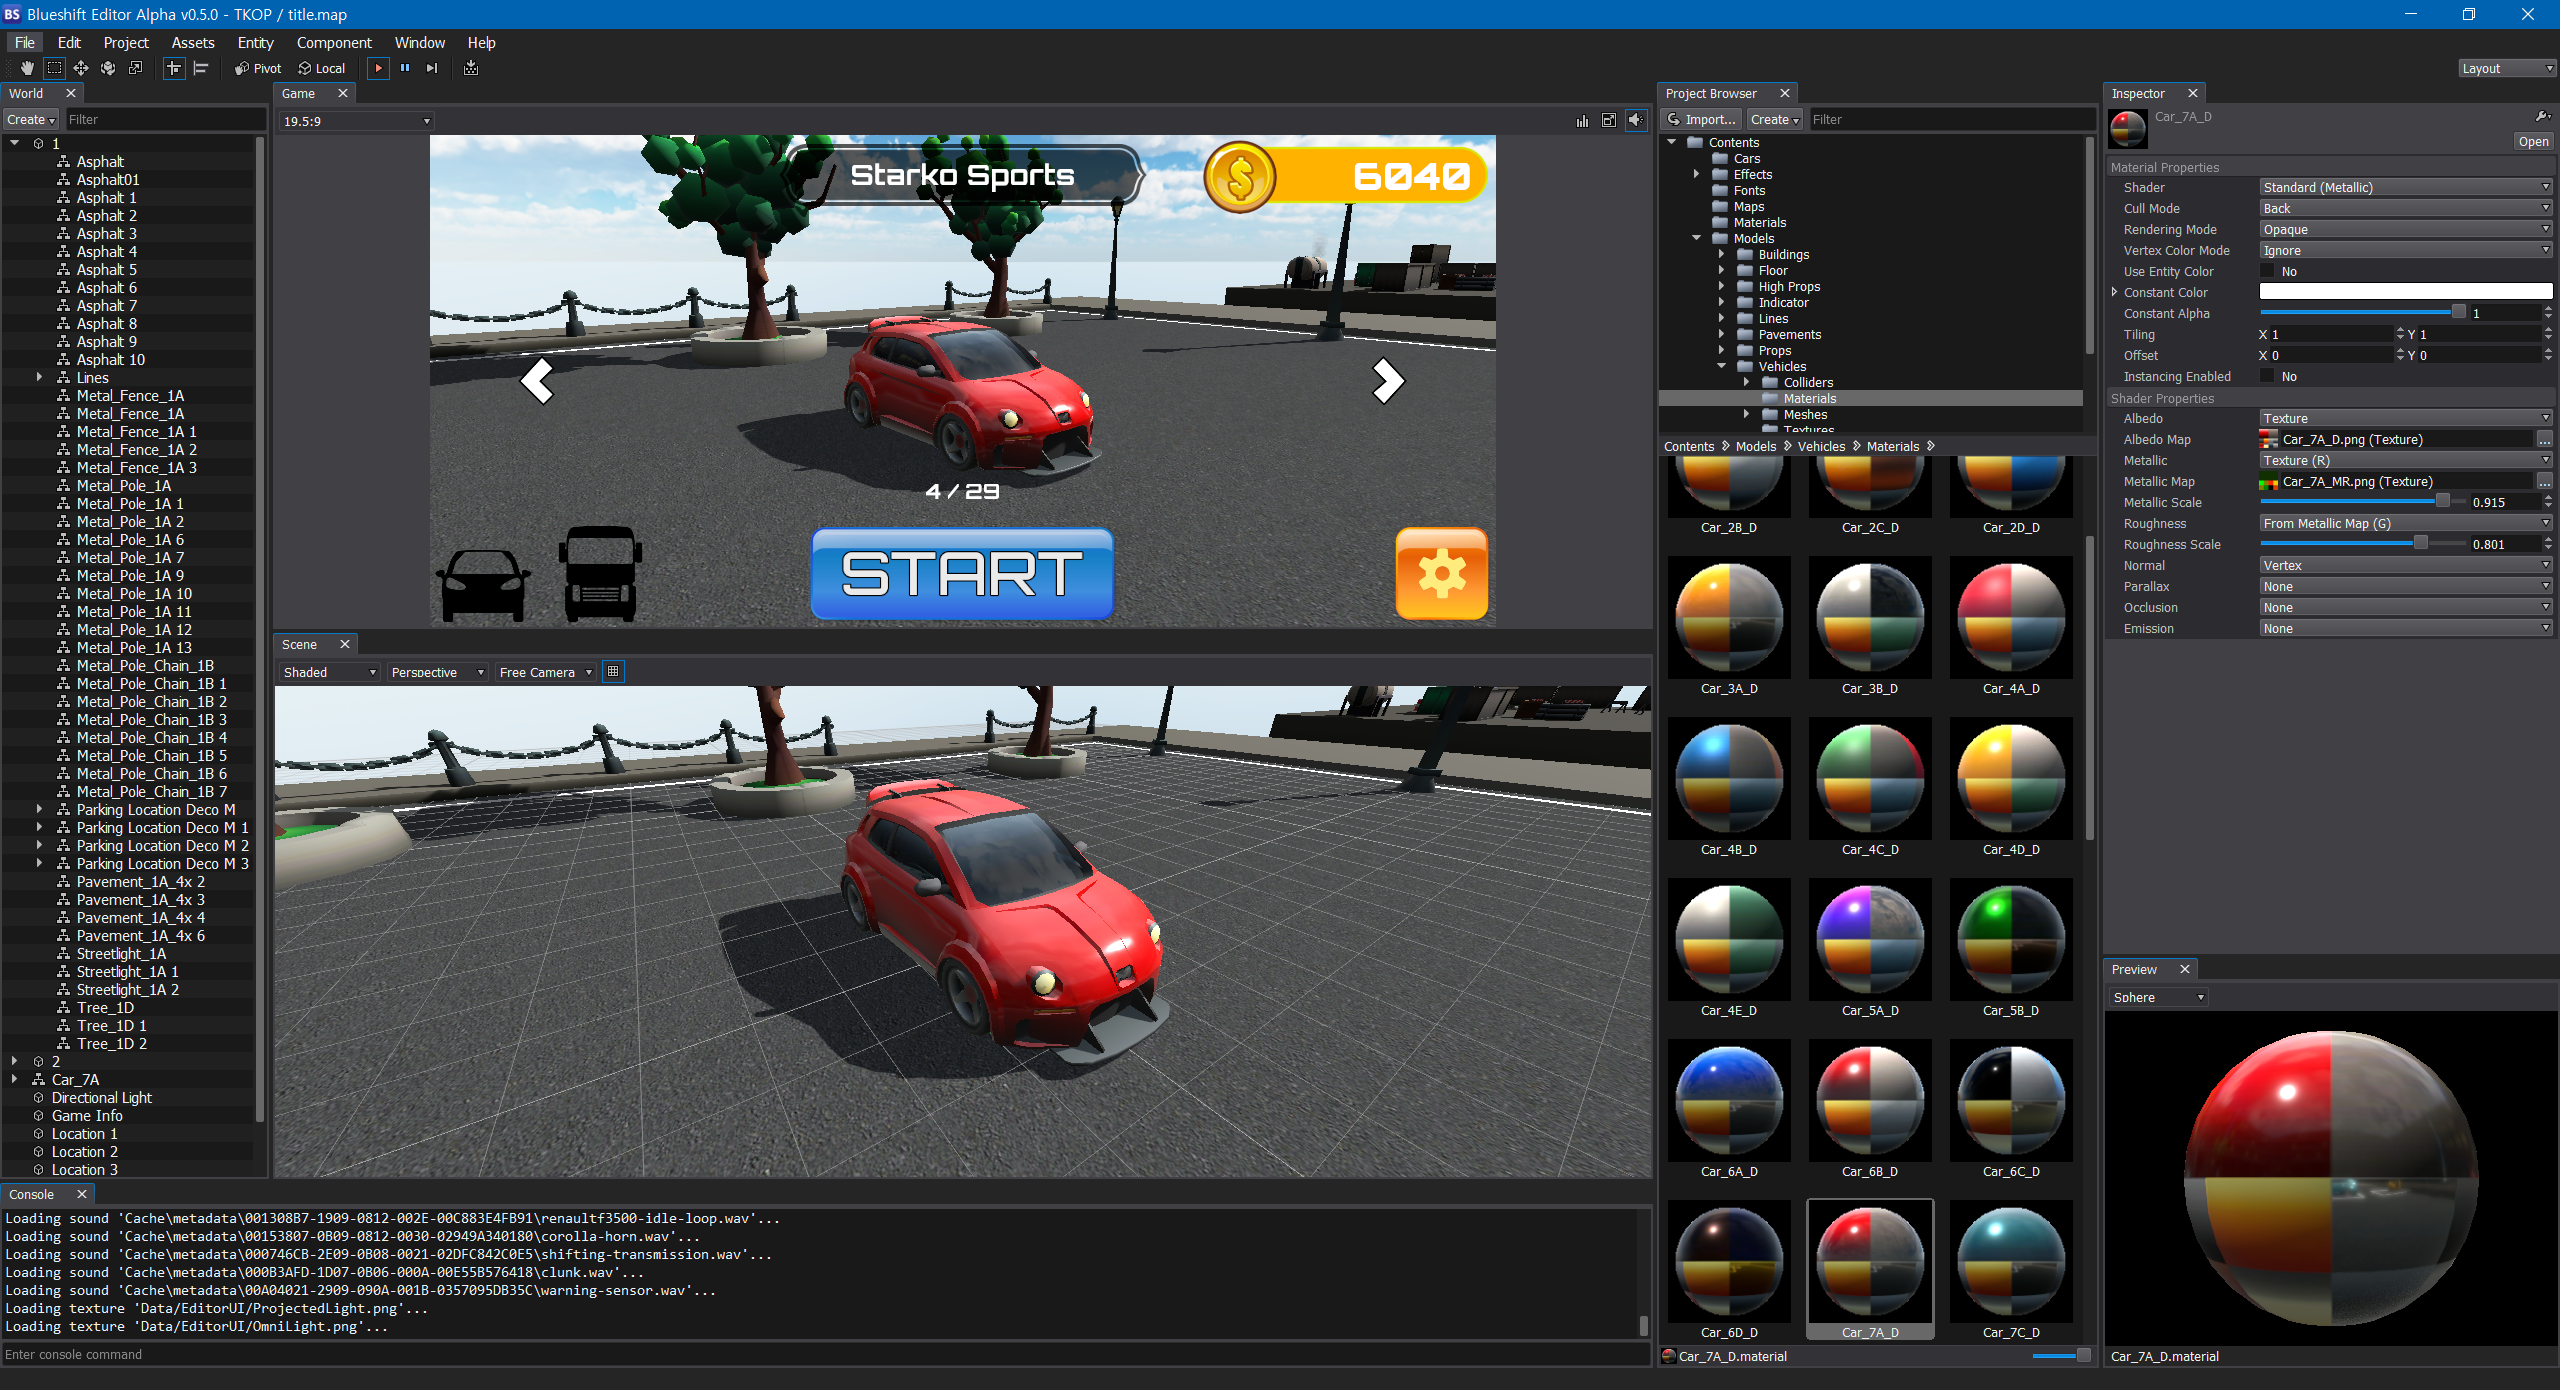 BS Blueshift Editor Alpha v0.5.0 - TKOP / title.map
File Edit Project Assets Entity Component Window Help
Pivot Local Layout
World
Create Filter
1
Asphalt
Asphalt01
Asphalt 1
Asphalt 2
Asphalt 3
Asphalt 4
Asphalt 5
Asphalt 6
Asphalt 7
Asphalt 8
Asphalt 9
Asphalt 10
Lines
Metal_Fence_1A
Metal_Fence_1A
Metal_Fence_1A 1
Metal_Fence_1A 2
Metal_Fence_1A 3
Metal_Pole_1A
Metal_Pole_1A 1
Metal_Pole_1A 2
Metal_Pole_1A 6
Metal_Pole_1A 7
Metal_Pole_1A 9
Metal_Pole_1A 10
Metal_Pole_1A 11
Metal_Pole_1A 12
Metal_Pole_1A 13
Metal_Pole_Chain_1B
Metal_Pole_Chain_1B 1
Metal_Pole_Chain_1B 2
Metal_Pole_Chain_1B 3
Metal_Pole_Chain_1B 4
Metal_Pole_Chain_1B 5
Metal_Pole_Chain_1B 6
Metal_Pole_Chain_1B 7
Parking Location Deco M
Parking Location Deco M 1
Parking Location Deco M 2
Parking Location Deco M 3
Pavement_1A_4x 2
Pavement_1A_4x 3
Pavement_1A_4x 4
Pavement_1A_4x 6
Streetlight_1A
Streetlight_1A 1
Streetlight_1A 2
Tree_1D
Tree_1D 1
Tree_1D 2
2
Car_7A
Directional Light
Game Info
Location 1
Location 2
Location 3
Game
19.5:9
Starko Sports
$ 6040
4 / 29
START
Scene
Shaded Perspective Free Camera
Console
Loading sound 'Cache\metadata\001308B7-1909-0812-002E-00C883E4FB91\renaultf3500-idle-loop.wav'...
Loading sound 'Cache\metadata\00153807-0B09-0812-0030-02949A340180\corolla-horn.wav'...
Loading sound 'Cache\metadata\000746CB-2E09-0B08-0021-02DFC842C0E5\shifting-transmission.wav'...
Loading sound 'Cache\metadata\000B3AFD-1D07-0B06-000A-00E55B576418\clunk.wav'...
Loading sound 'Cache\metadata\00A04021-2909-090A-001B-0357095DB35C\warning-sensor.wav'...
Loading texture 'Data/EditorUI/ProjectedLight.png'...
Loading texture 'Data/EditorUI/OmniLight.png'...
Enter console command
Project Browser
Import... Create Filter
Contents
Cars
Effects
Fonts
Maps
Materials
Models
Buildings
Floor
High Props
Indicator
Lines
Pavements
Props
Vehicles
Colliders
Materials
Meshes
Textures
Contents Models Vehicles Materials
Car_2B_D Car_2C_D Car_2D_D
Car_3A_D Car_3B_D Car_4A_D
Car_4B_D Car_4C_D Car_4D_D
Car_4E_D Car_5A_D Car_5B_D
Car_6A_D Car_6B_D Car_6C_D
Car_6D_D Car_7A_D Car_7C_D
Car_7A_D.material
Inspector
Car_7A_D
Open
Material Properties
Shader Standard (Metallic)
Cull Mode Back
Rendering Mode Opaque
Vertex Color Mode Ignore
Use Entity Color No
Constant Color
Constant Alpha 1
Tiling X 1 Y 1
Offset X 0 Y 0
Instancing Enabled No
Shader Properties
Albedo Texture
Albedo Map Car_7A_D.png (Texture) ...
Metallic Texture (R)
Metallic Map Car_7A_MR.png (Texture) ...
Metallic Scale 0.915
Roughness From Metallic Map (G)
Roughness Scale 0.801
Normal Vertex
Parallax None
Occlusion None
Emission None
Preview
Sphere
Car_7A_D.material